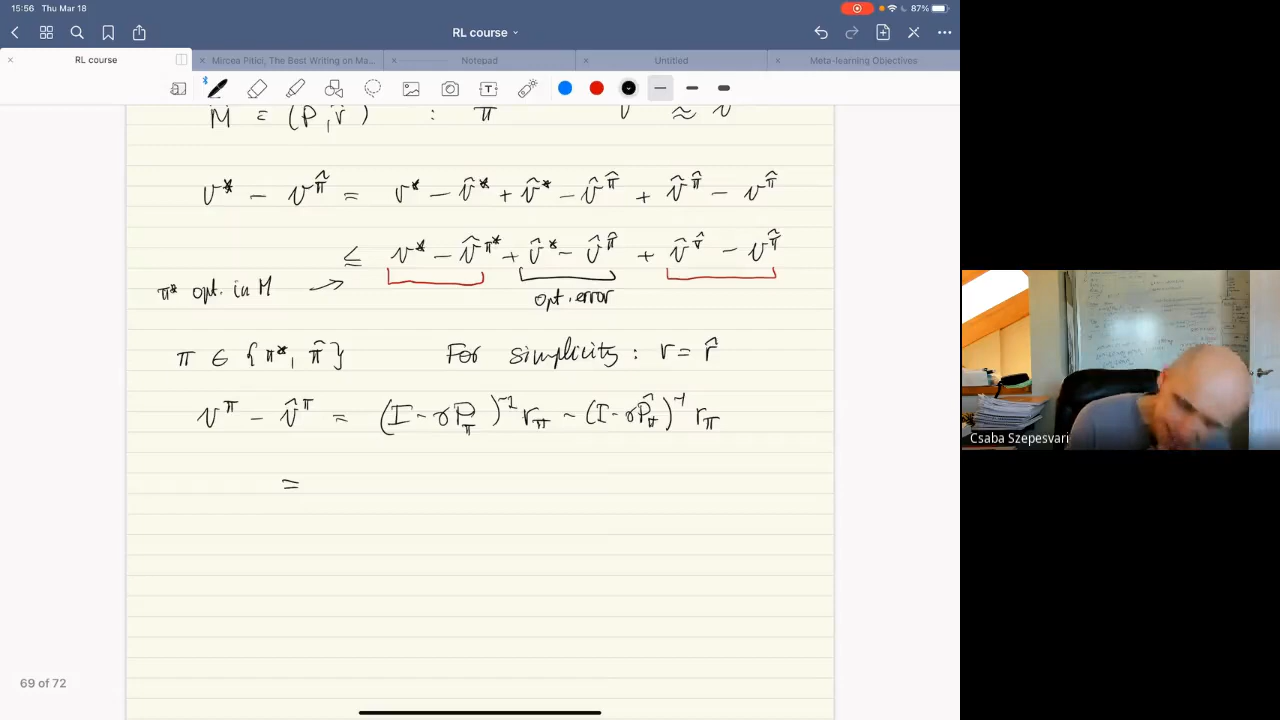 15:56 Thu Mar 18
87%
RL course
RL course
Mircea Pitici, The Best Writing on Ma...
Notepad
Untitled
Meta-learning Objectives
v* − v^π̂ = v* − v̂* + v̂* − v̂^π̂ + v̂^π̂ − v^π̂
≤ v* − v̂^π* + v̂* − v̂^π̂ + v̂^π̂ − v^π̂
π* opt. in M →
opt. error
π ∈ {π*, π̂} For simplicity: r = r̂
v^π − v̂^π = (I − γP_π)^-1 r_π − (I − γP̂_π)^-1 r_π
=
69 of 72
Csaba Szepesvari